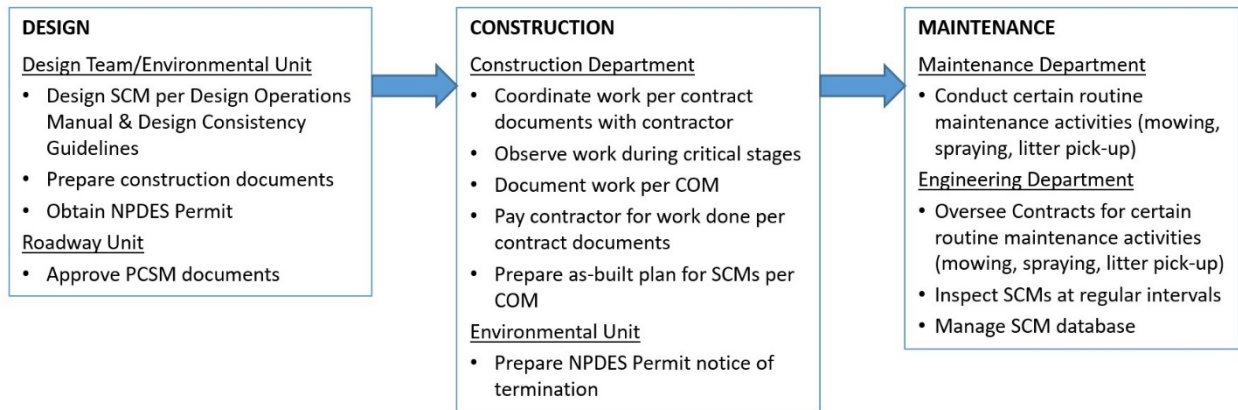 DESIGN
Design Team/Environmental Unit
• Design SCM per Design Operations
Manual & Design Consistency
Guidelines
• Prepare construction documents
• Obtain NPDES Permit
Roadway Unit
• Approve PCSM documents
CONSTRUCTION
Construction Department
• Coordinate work per contract
documents with contractor
• Observe work during critical stages
• Document work per COM
• Pay contractor for work done per
contract documents
• Prepare as-built plan for SCMs per
COM
Environmental Unit
• Prepare NPDES Permit notice of
termination
MAINTENANCE
Maintenance Department
• Conduct certain routine
maintenance activities (mowing,
spraying, litter pick-up)
Engineering Department
• Oversee Contracts for certain
routine maintenance activities
(mowing, spraying, litter pick-up)
• Inspect SCMs at regular intervals
• Manage SCM database